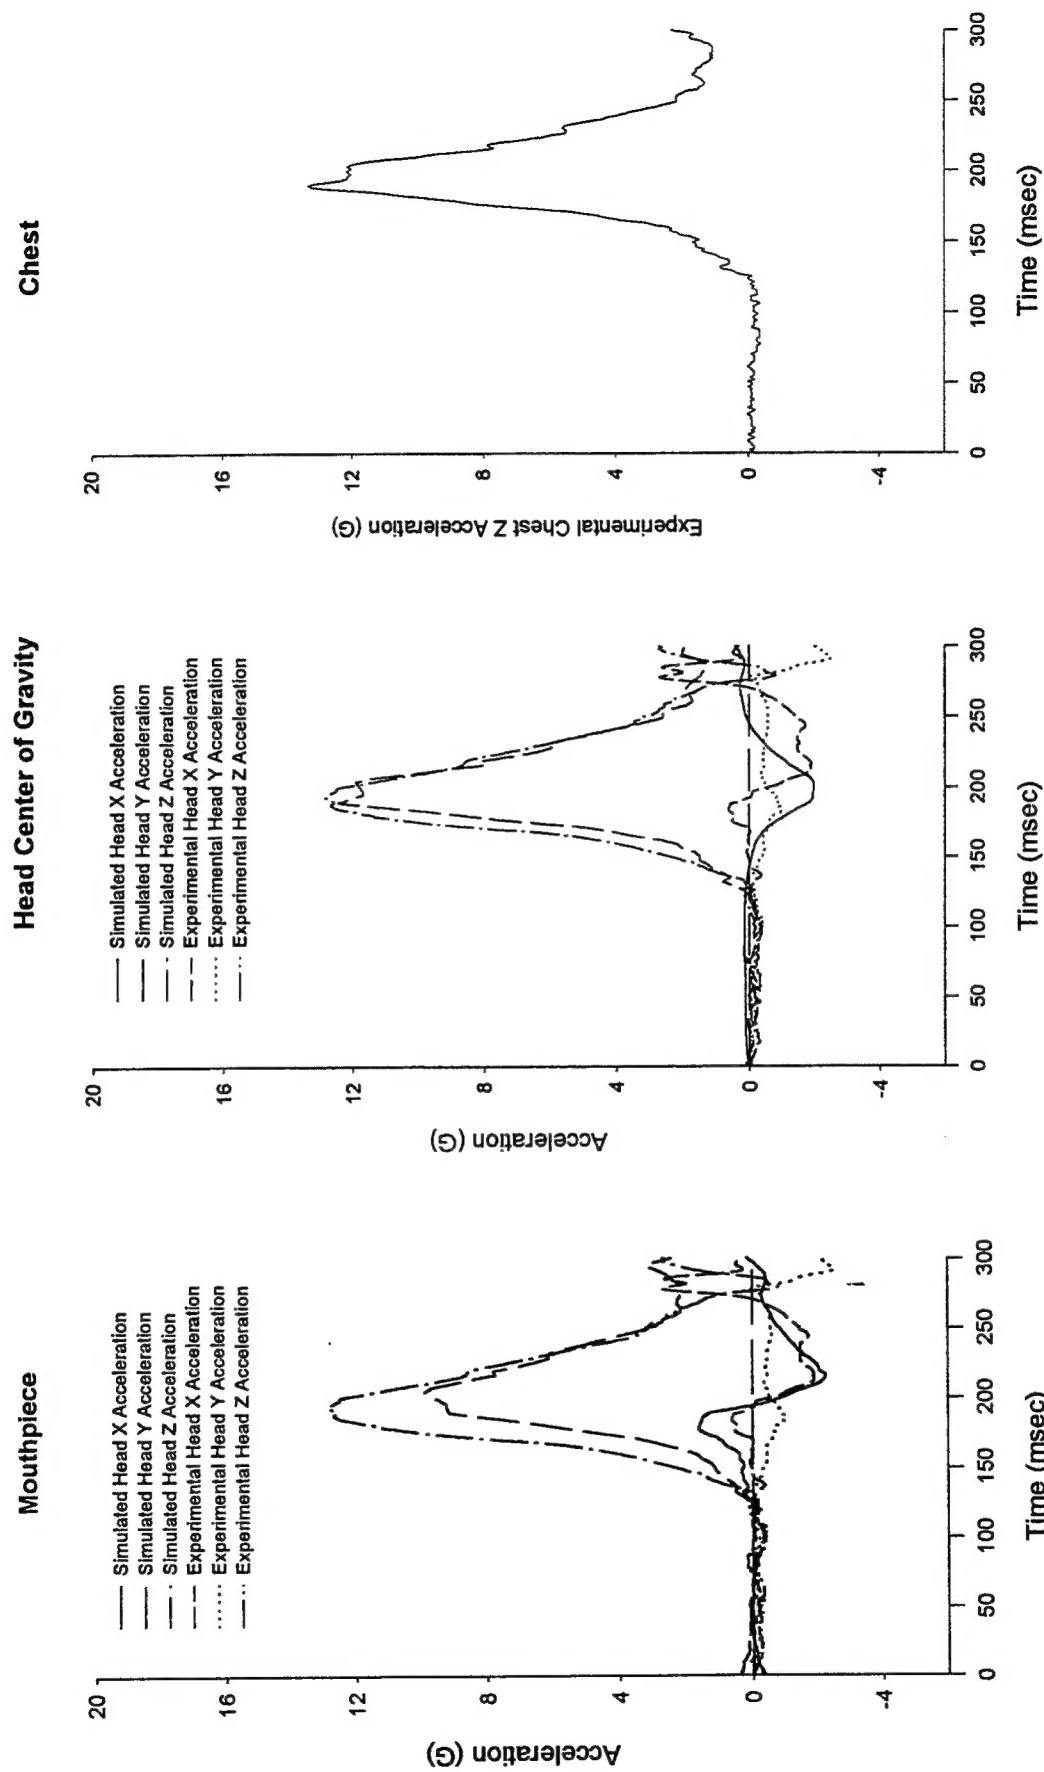 Mouthpiece
Simulated Head X Acceleration
Simulated Head Y Acceleration
Simulated Head Z Acceleration
Experimental Head X Acceleration
Experimental Head Y Acceleration
Experimental Head Z Acceleration
20
16
12
8
4
0
-4
Acceleration (G)
0 50 100 150 200 250 300
Time (msec)
Head Center of Gravity
Simulated Head X Acceleration
Simulated Head Y Acceleration
Simulated Head Z Acceleration
Experimental Head X Acceleration
Experimental Head Y Acceleration
Experimental Head Z Acceleration
20
16
12
8
4
0
-4
Acceleration (G)
0 50 100 150 200 250 300
Time (msec)
Chest
20
16
12
8
4
0
-4
Experimental Chest Z Acceleration (G)
0 50 100 150 200 250 300
Time (msec)